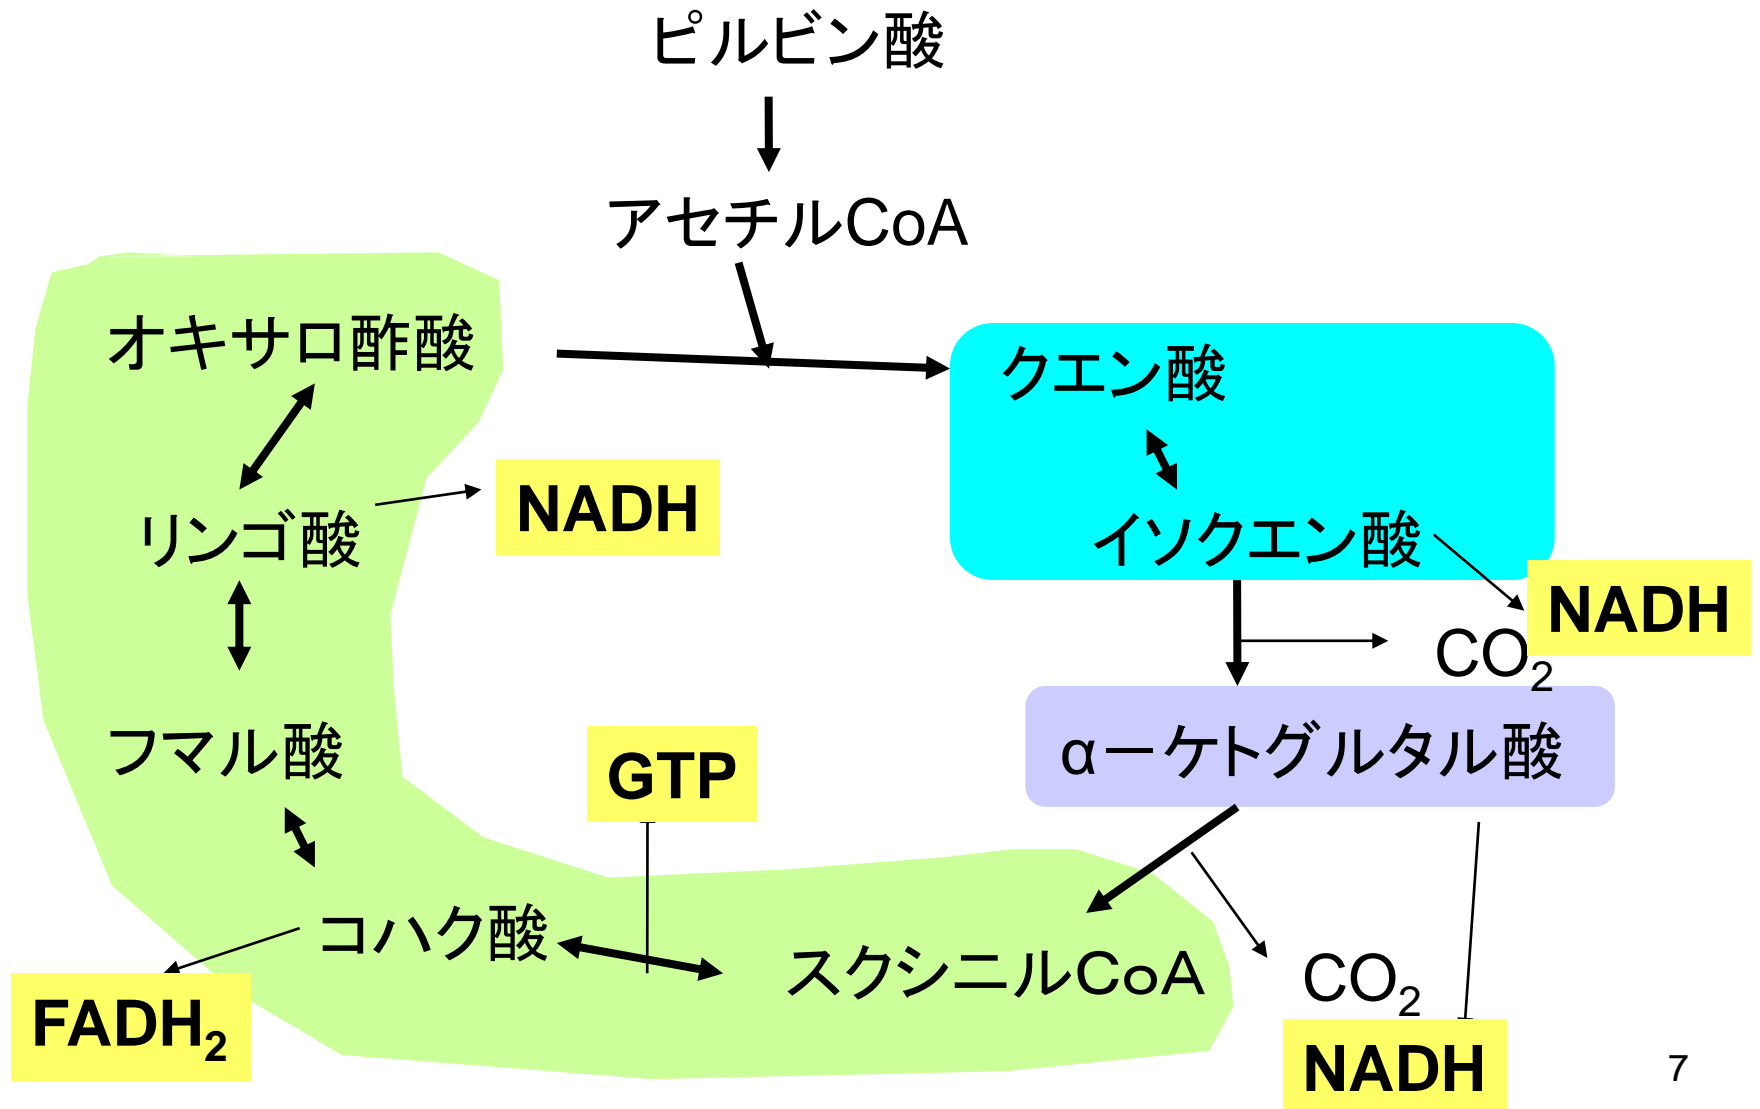 ピルビン酸
アセチルCoA
オキサロ酢酸
クエン酸
リンゴ酸
NADH
イソクエン酸
NADH
CO2
フマル酸
GTP
α－ケトグルタル酸
コハク酸
スクシニルCoA
CO2
FADH2
NADH
7